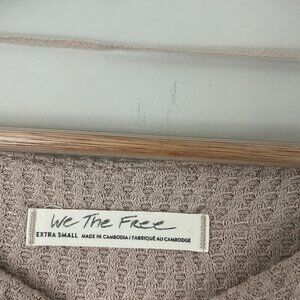 We The Free
EXTRA SMALL MADE IN CAMBODIA / FABRIQUÉ AU CAMBODGE